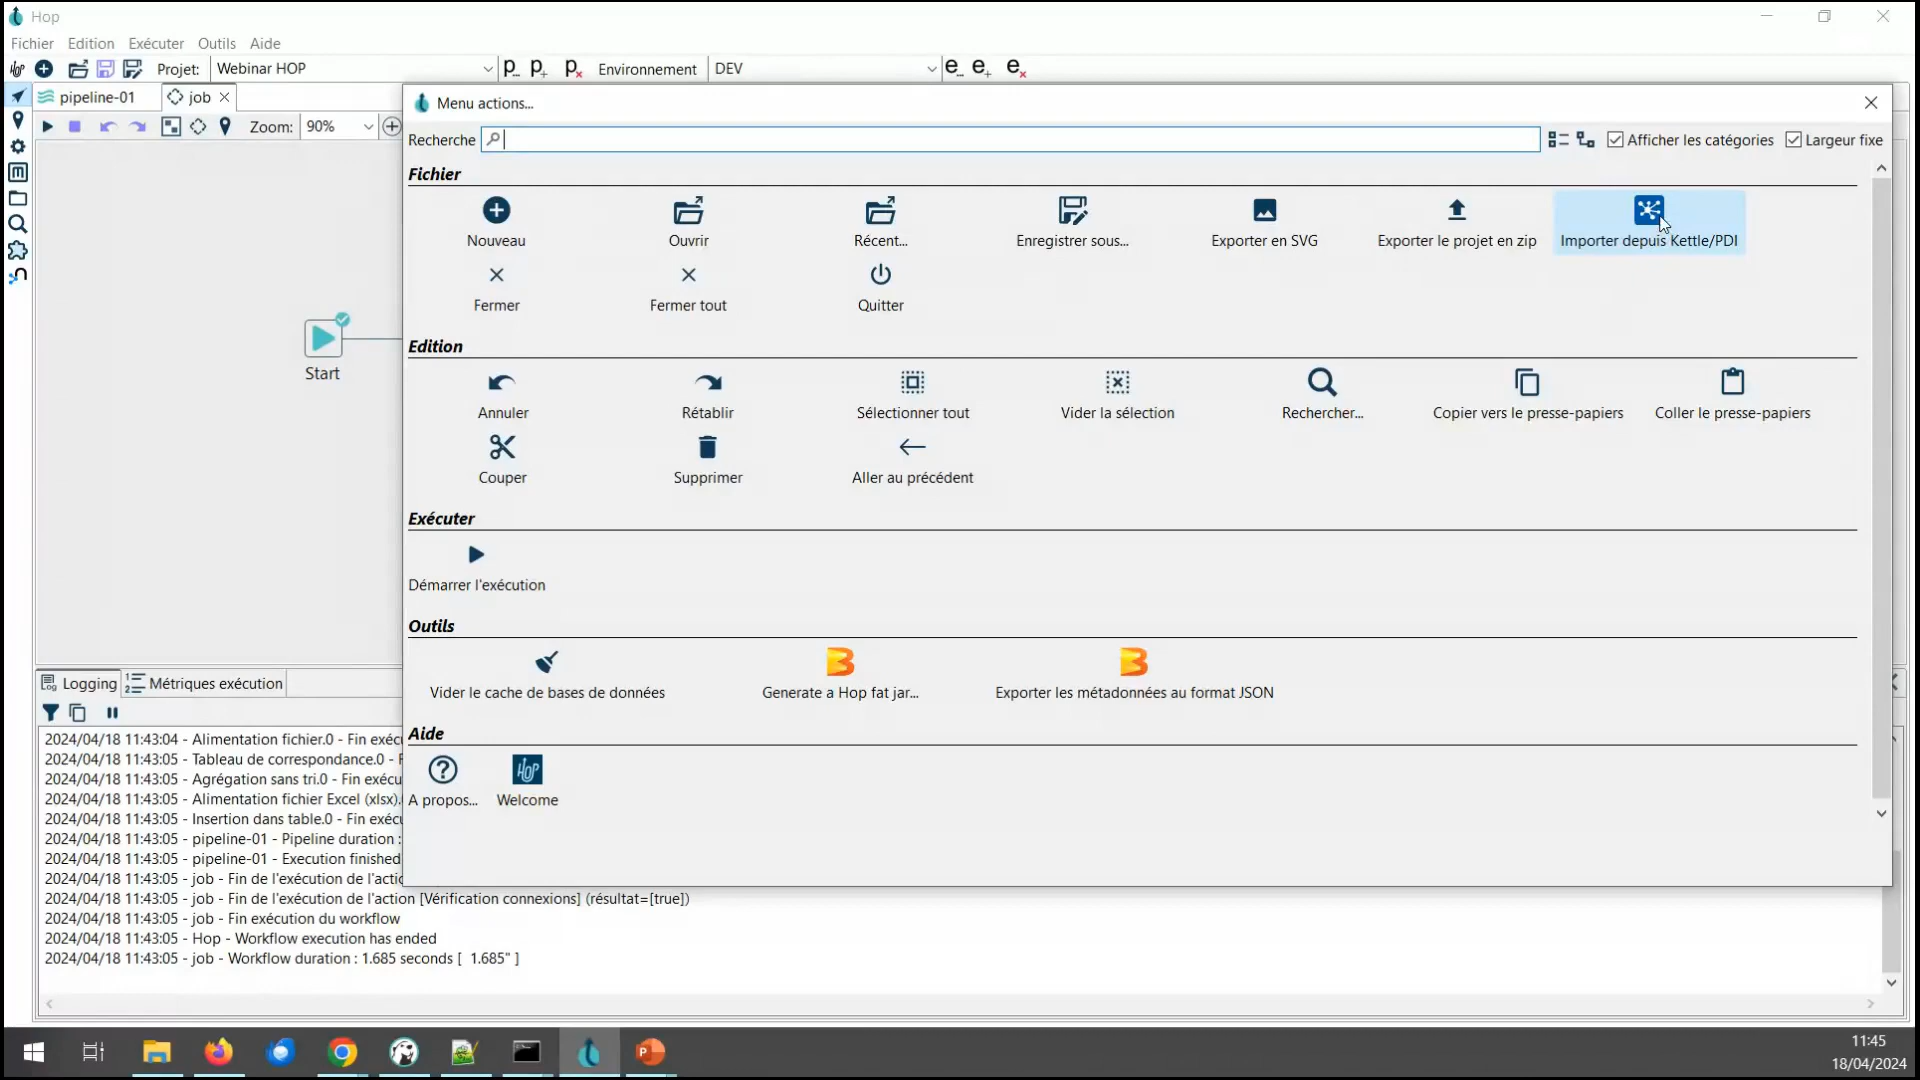 Hop
Fichier Edition Exécuter Outils Aide
Projet: Webinar HOP Environnement DEV
pipeline-01 job
Zoom: 90%
Menu actions...
Recherche Afficher les catégories Largeur fixe
Fichier
Nouveau Ouvrir Récent... Enregistrer sous... Exporter en SVG Exporter le projet en zip Importer depuis Kettle/PDI
Fermer Fermer tout Quitter
Edition
Annuler Rétablir Sélectionner tout Vider la sélection Rechercher... Copier vers le presse-papiers Coller le presse-papiers
Couper Supprimer Aller au précédent
Exécuter
Démarrer l'exécution
Outils
Vider le cache de bases de données Generate a Hop fat jar... Exporter les métadonnées au format JSON
Aide
A propos... Welcome
Start
Logging Métriques exécution
2024/04/18 11:43:04 - Alimentation fichier.0 - Fin exéc
2024/04/18 11:43:05 - Tableau de correspondance.0 - F
2024/04/18 11:43:05 - Agrégation sans tri.0 - Fin exécu
2024/04/18 11:43:05 - Alimentation fichier Excel (xlsx).
2024/04/18 11:43:05 - Insertion dans table.0 - Fin exéc
2024/04/18 11:43:05 - pipeline-01 - Pipeline duration :
2024/04/18 11:43:05 - pipeline-01 - Execution finished
2024/04/18 11:43:05 - job - Fin de l'exécution de l'actic
2024/04/18 11:43:05 - job - Fin de l'exécution de l'action [Vérification connexions] (résultat=[true])
2024/04/18 11:43:05 - job - Fin exécution du workflow
2024/04/18 11:43:05 - Hop - Workflow execution has ended
2024/04/18 11:43:05 - job - Workflow duration : 1.685 seconds [ 1.685" ]
11:45
18/04/2024